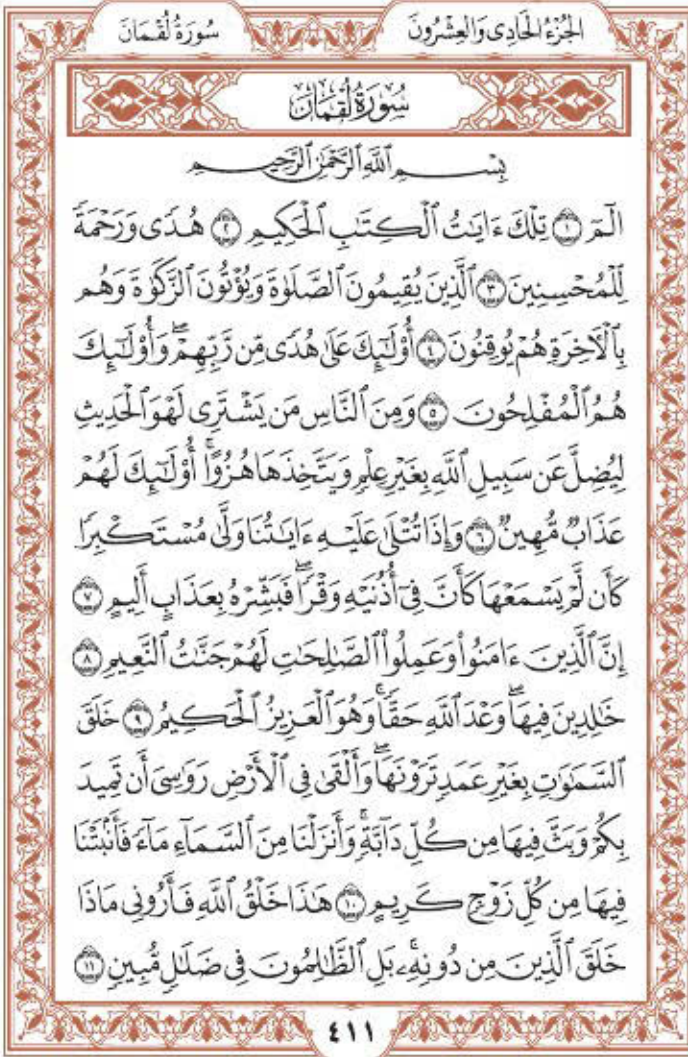 الجُزْءُ الحَادِي وَالعِشْرُونَ
سُورَةُ لُقْمَانَ
سُورَةُ لُقْمَانَ
بِسْمِ ٱللَّهِ ٱلرَّحْمَٰنِ ٱلرَّحِيمِ
الٓمٓ ١ تِلْكَ ءَايَٰتُ ٱلْكِتَٰبِ ٱلْحَكِيمِ ٢ هُدًى وَرَحْمَةً
لِّلْمُحْسِنِينَ ٣ ٱلَّذِينَ يُقِيمُونَ ٱلصَّلَوٰةَ وَيُؤْتُونَ ٱلزَّكَوٰةَ وَهُم
بِٱلْأٓخِرَةِ هُمْ يُوقِنُونَ ٤ أُو۟لَٰٓئِكَ عَلَىٰ هُدًى مِّن رَّبِّهِمْۖ وَأُو۟لَٰٓئِكَ
هُمُ ٱلْمُفْلِحُونَ ٥ وَمِنَ ٱلنَّاسِ مَن يَشْتَرِى لَهْوَ ٱلْحَدِيثِ
لِيُضِلَّ عَن سَبِيلِ ٱللَّهِ بِغَيْرِ عِلْمٍ وَيَتَّخِذَهَا هُزُوًاۚ أُو۟لَٰٓئِكَ لَهُمْ
عَذَابٌ مُّهِينٌ ٦ وَإِذَا تُتْلَىٰ عَلَيْهِ ءَايَٰتُنَا وَلَّىٰ مُسْتَكْبِرًا
كَأَن لَّمْ يَسْمَعْهَا كَأَنَّ فِىٓ أُذُنَيْهِ وَقْرًاۖ فَبَشِّرْهُ بِعَذَابٍ أَلِيمٍ ٧
إِنَّ ٱلَّذِينَ ءَامَنُوا۟ وَعَمِلُوا۟ ٱلصَّٰلِحَٰتِ لَهُمْ جَنَّٰتُ ٱلنَّعِيمِ ٨
خَٰلِدِينَ فِيهَاۖ وَعْدَ ٱللَّهِ حَقًّاۚ وَهُوَ ٱلْعَزِيزُ ٱلْحَكِيمُ ٩ خَلَقَ
ٱلسَّمَٰوَٰتِ بِغَيْرِ عَمَدٍ تَرَوْنَهَاۖ وَأَلْقَىٰ فِى ٱلْأَرْضِ رَوَٰسِىَ أَن تَمِيدَ
بِكُمْ وَبَثَّ فِيهَا مِن كُلِّ دَآبَّةٍۚ وَأَنزَلْنَا مِنَ ٱلسَّمَآءِ مَآءً فَأَنۢبَتْنَا
فِيهَا مِن كُلِّ زَوْجٍ كَرِيمٍ ١٠ هَٰذَا خَلْقُ ٱللَّهِ فَأَرُونِى مَاذَا
خَلَقَ ٱلَّذِينَ مِن دُونِهِۦۚ بَلِ ٱلظَّٰلِمُونَ فِى ضَلَٰلٍ مُّبِينٍ ١١
٤١١